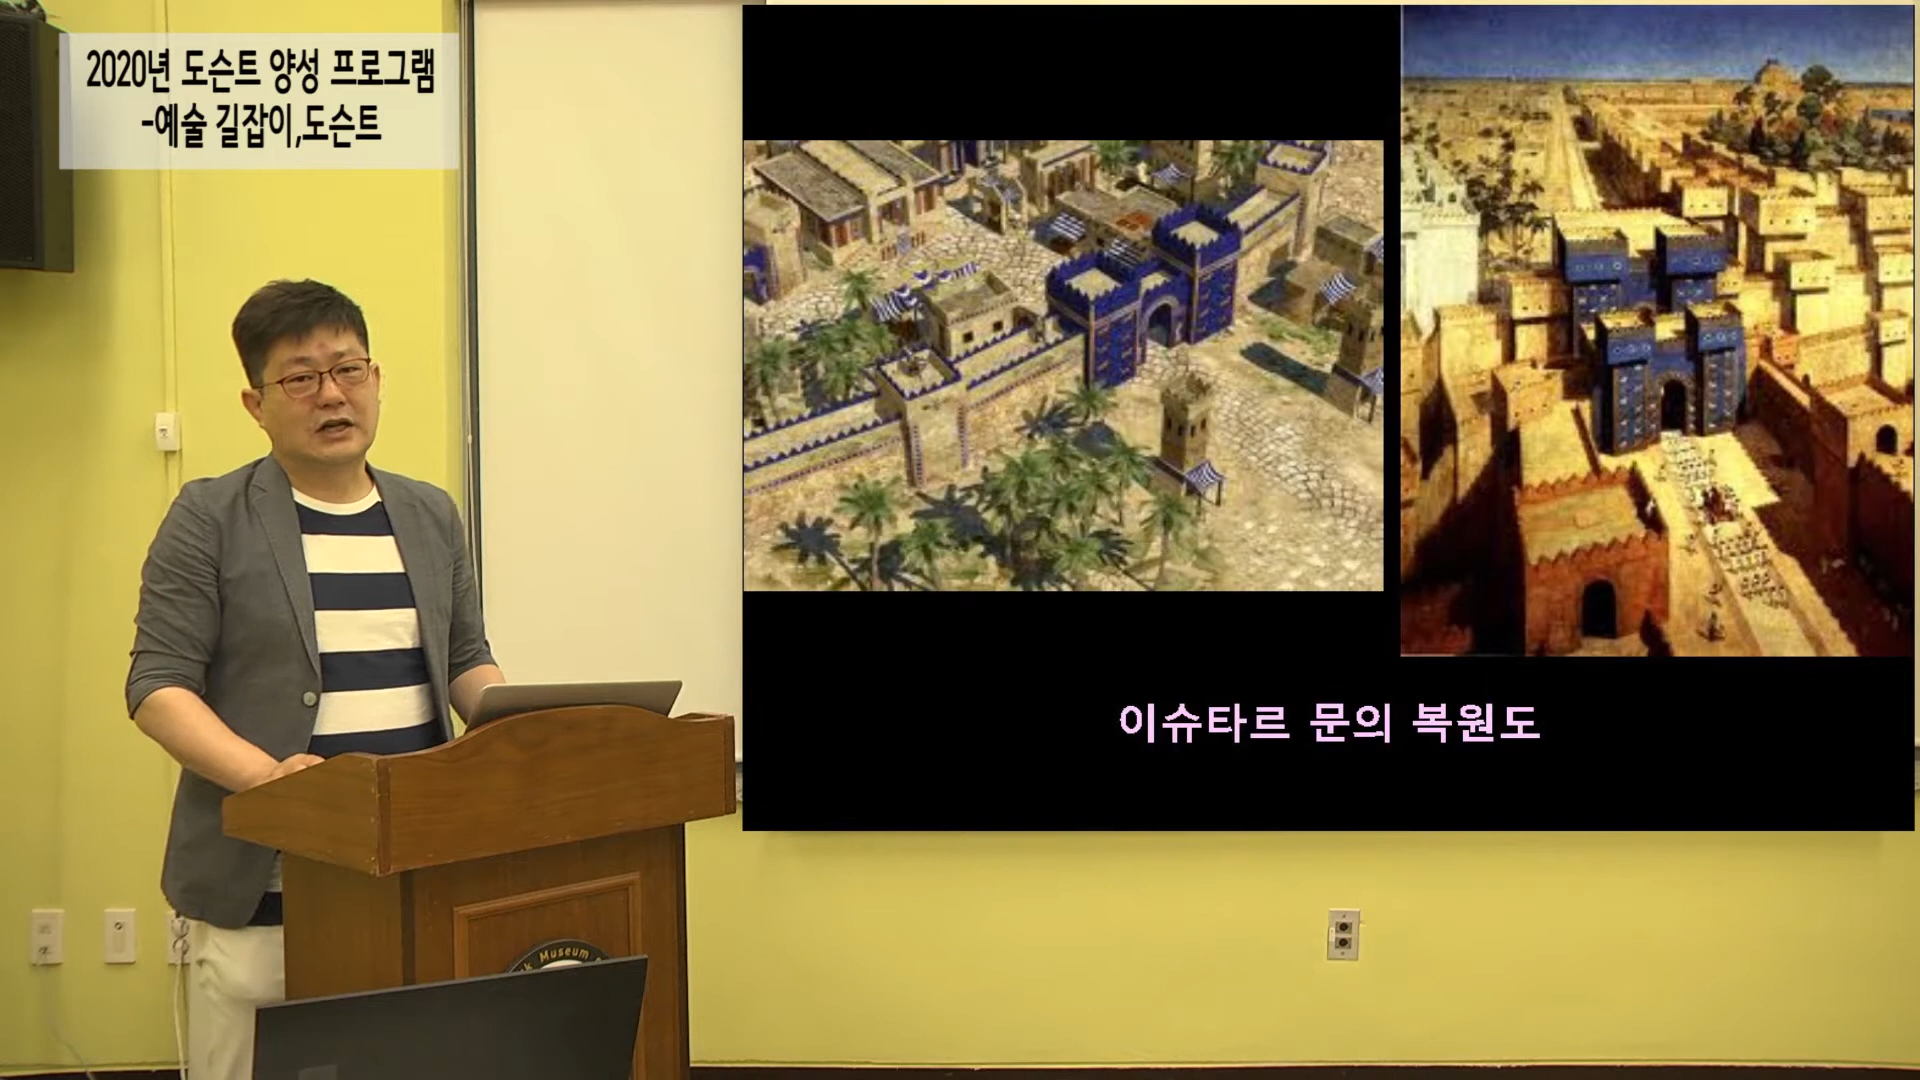 2020년 도슨트 양성 프로그램
-예술 길잡이,도슨트
이슈타르 문의 복원도
Museum